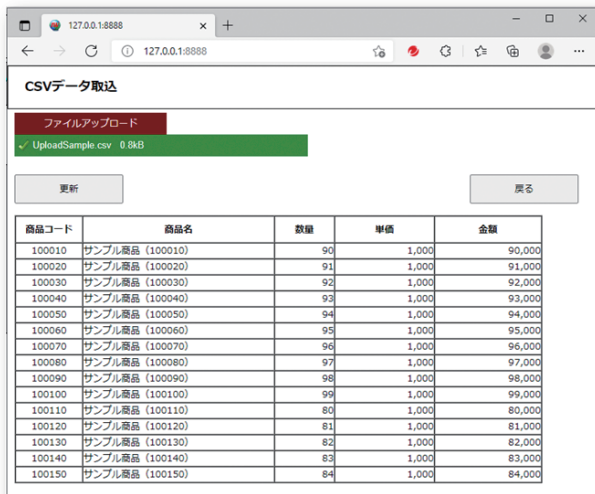 127.0.0.1:8888
127.0.0.1:8888
CSVデータ取込
ファイルアップロード
UploadSample.csv 0.8kB
更新 戻る
商品コード 商品名 数量 単価 金額
100010 サンプル商品（100010） 90 1,000 90,000
100020 サンプル商品（100020） 91 1,000 91,000
100030 サンプル商品（100030） 92 1,000 92,000
100040 サンプル商品（100040） 93 1,000 93,000
100050 サンプル商品（100050） 94 1,000 94,000
100060 サンプル商品（100060） 95 1,000 95,000
100070 サンプル商品（100070） 96 1,000 96,000
100080 サンプル商品（100080） 97 1,000 97,000
100090 サンプル商品（100090） 98 1,000 98,000
100100 サンプル商品（100100） 99 1,000 99,000
100110 サンプル商品（100110） 80 1,000 80,000
100120 サンプル商品（100120） 81 1,000 81,000
100130 サンプル商品（100130） 82 1,000 82,000
100140 サンプル商品（100140） 83 1,000 83,000
100150 サンプル商品（100150） 84 1,000 84,000